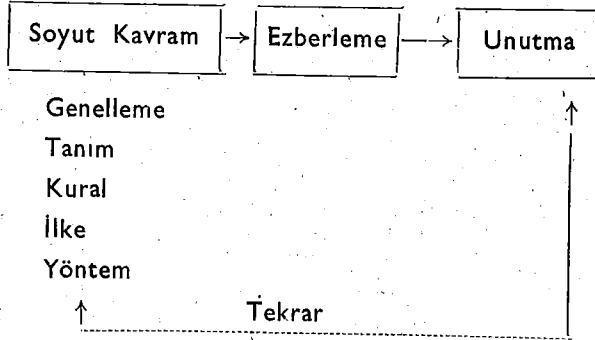 Soyut Kavram → Ezberleme → Unutma
Genelleme
Tanım
Kural
İlke
Yöntem
Tekrar